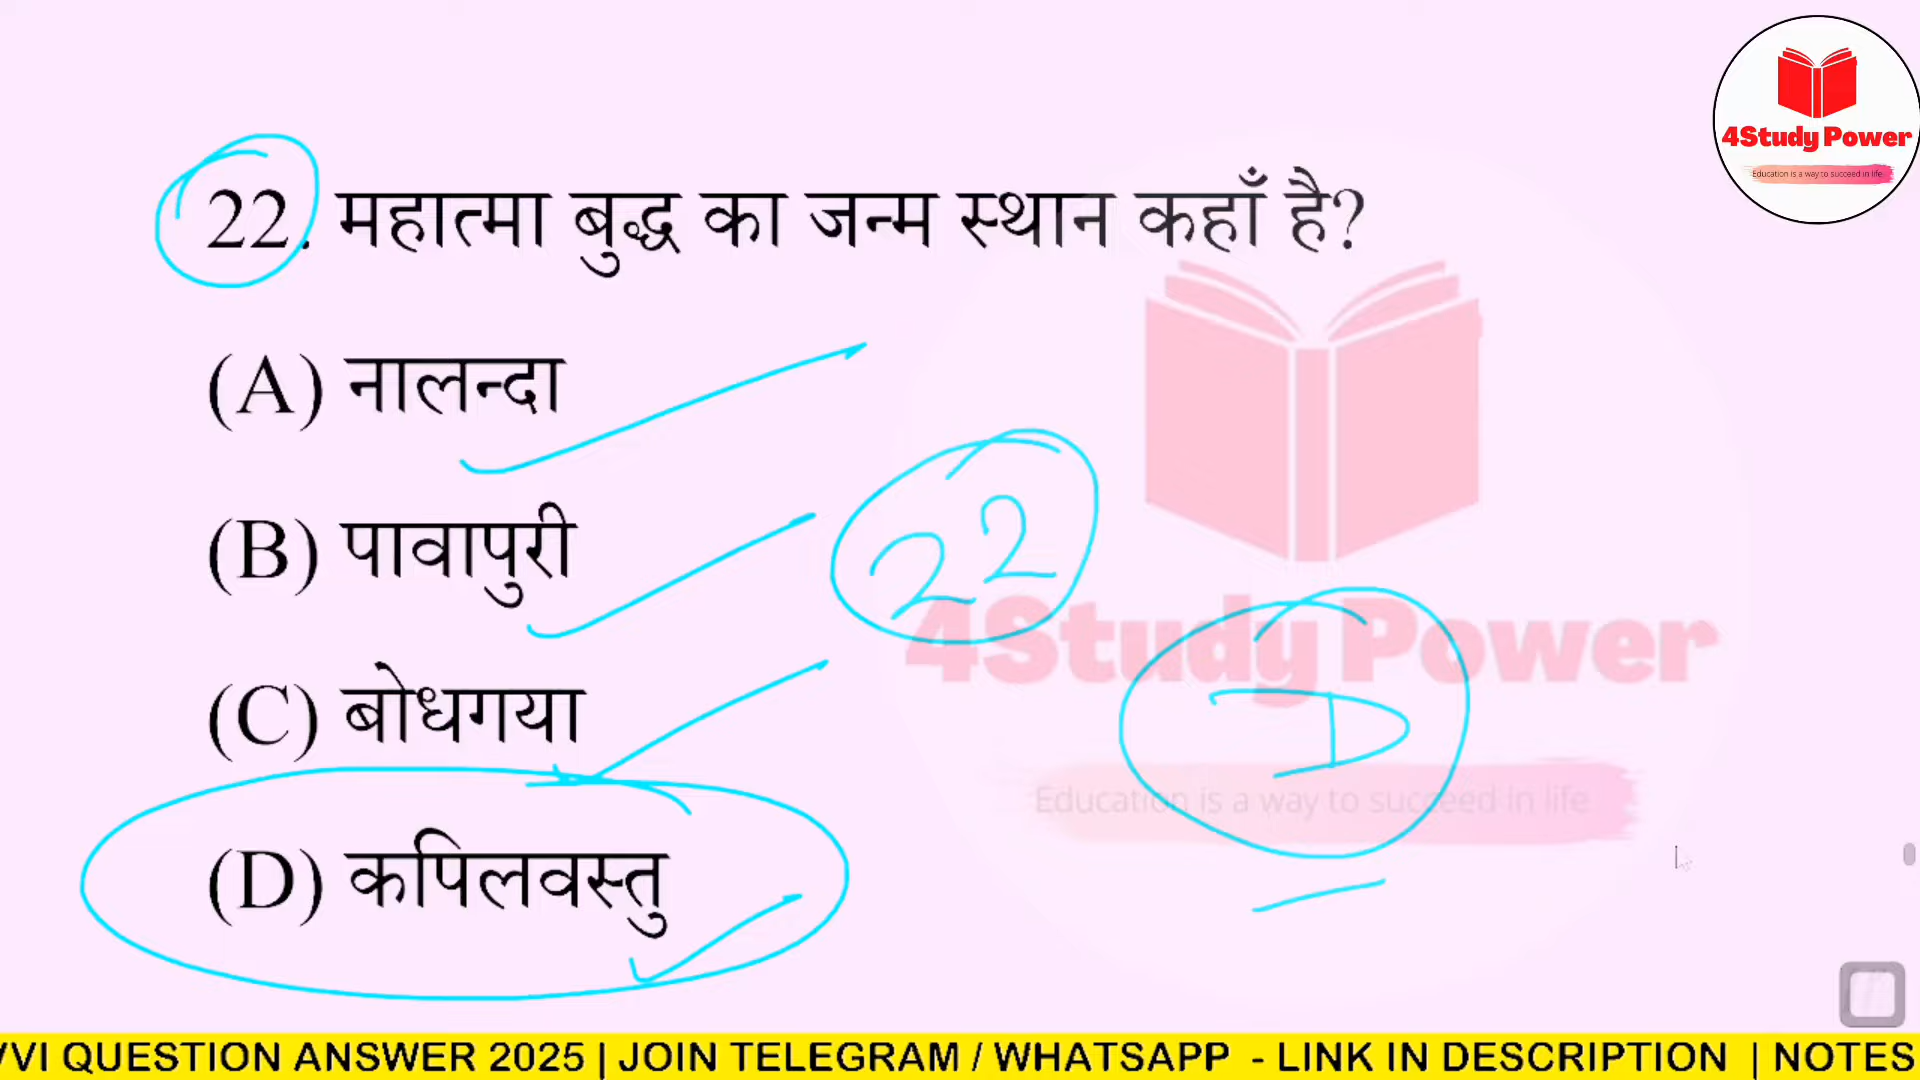 4Study Power
Education is a way to succeed in life
22. महात्मा बुद्ध का जन्म स्थान कहाँ है?
(A) नालन्दा
(B) पावापुरी
22
(C) बोधगया
D
(D) कपिलवस्तु
4Study Power
Education is a way to succeed in life
VVI QUESTION ANSWER 2025 | JOIN TELEGRAM / WHATSAPP - LINK IN DESCRIPTION | NOTES